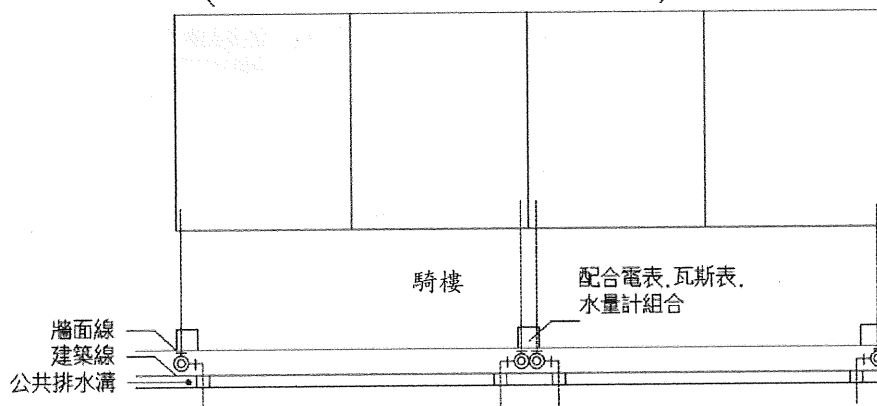 騎樓
配合電表.瓦斯表.
水量計組合
牆面線
建築線
公共排水溝